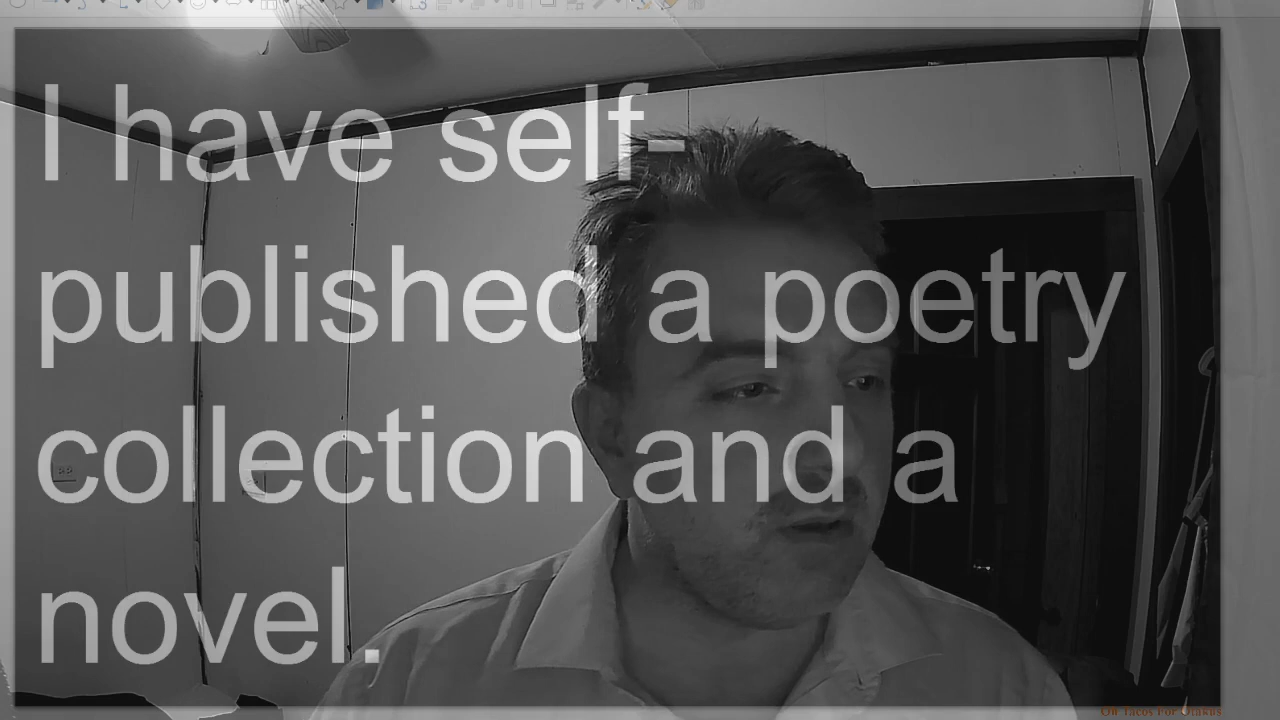 I have self-
published a poetry
collection and a
novel.